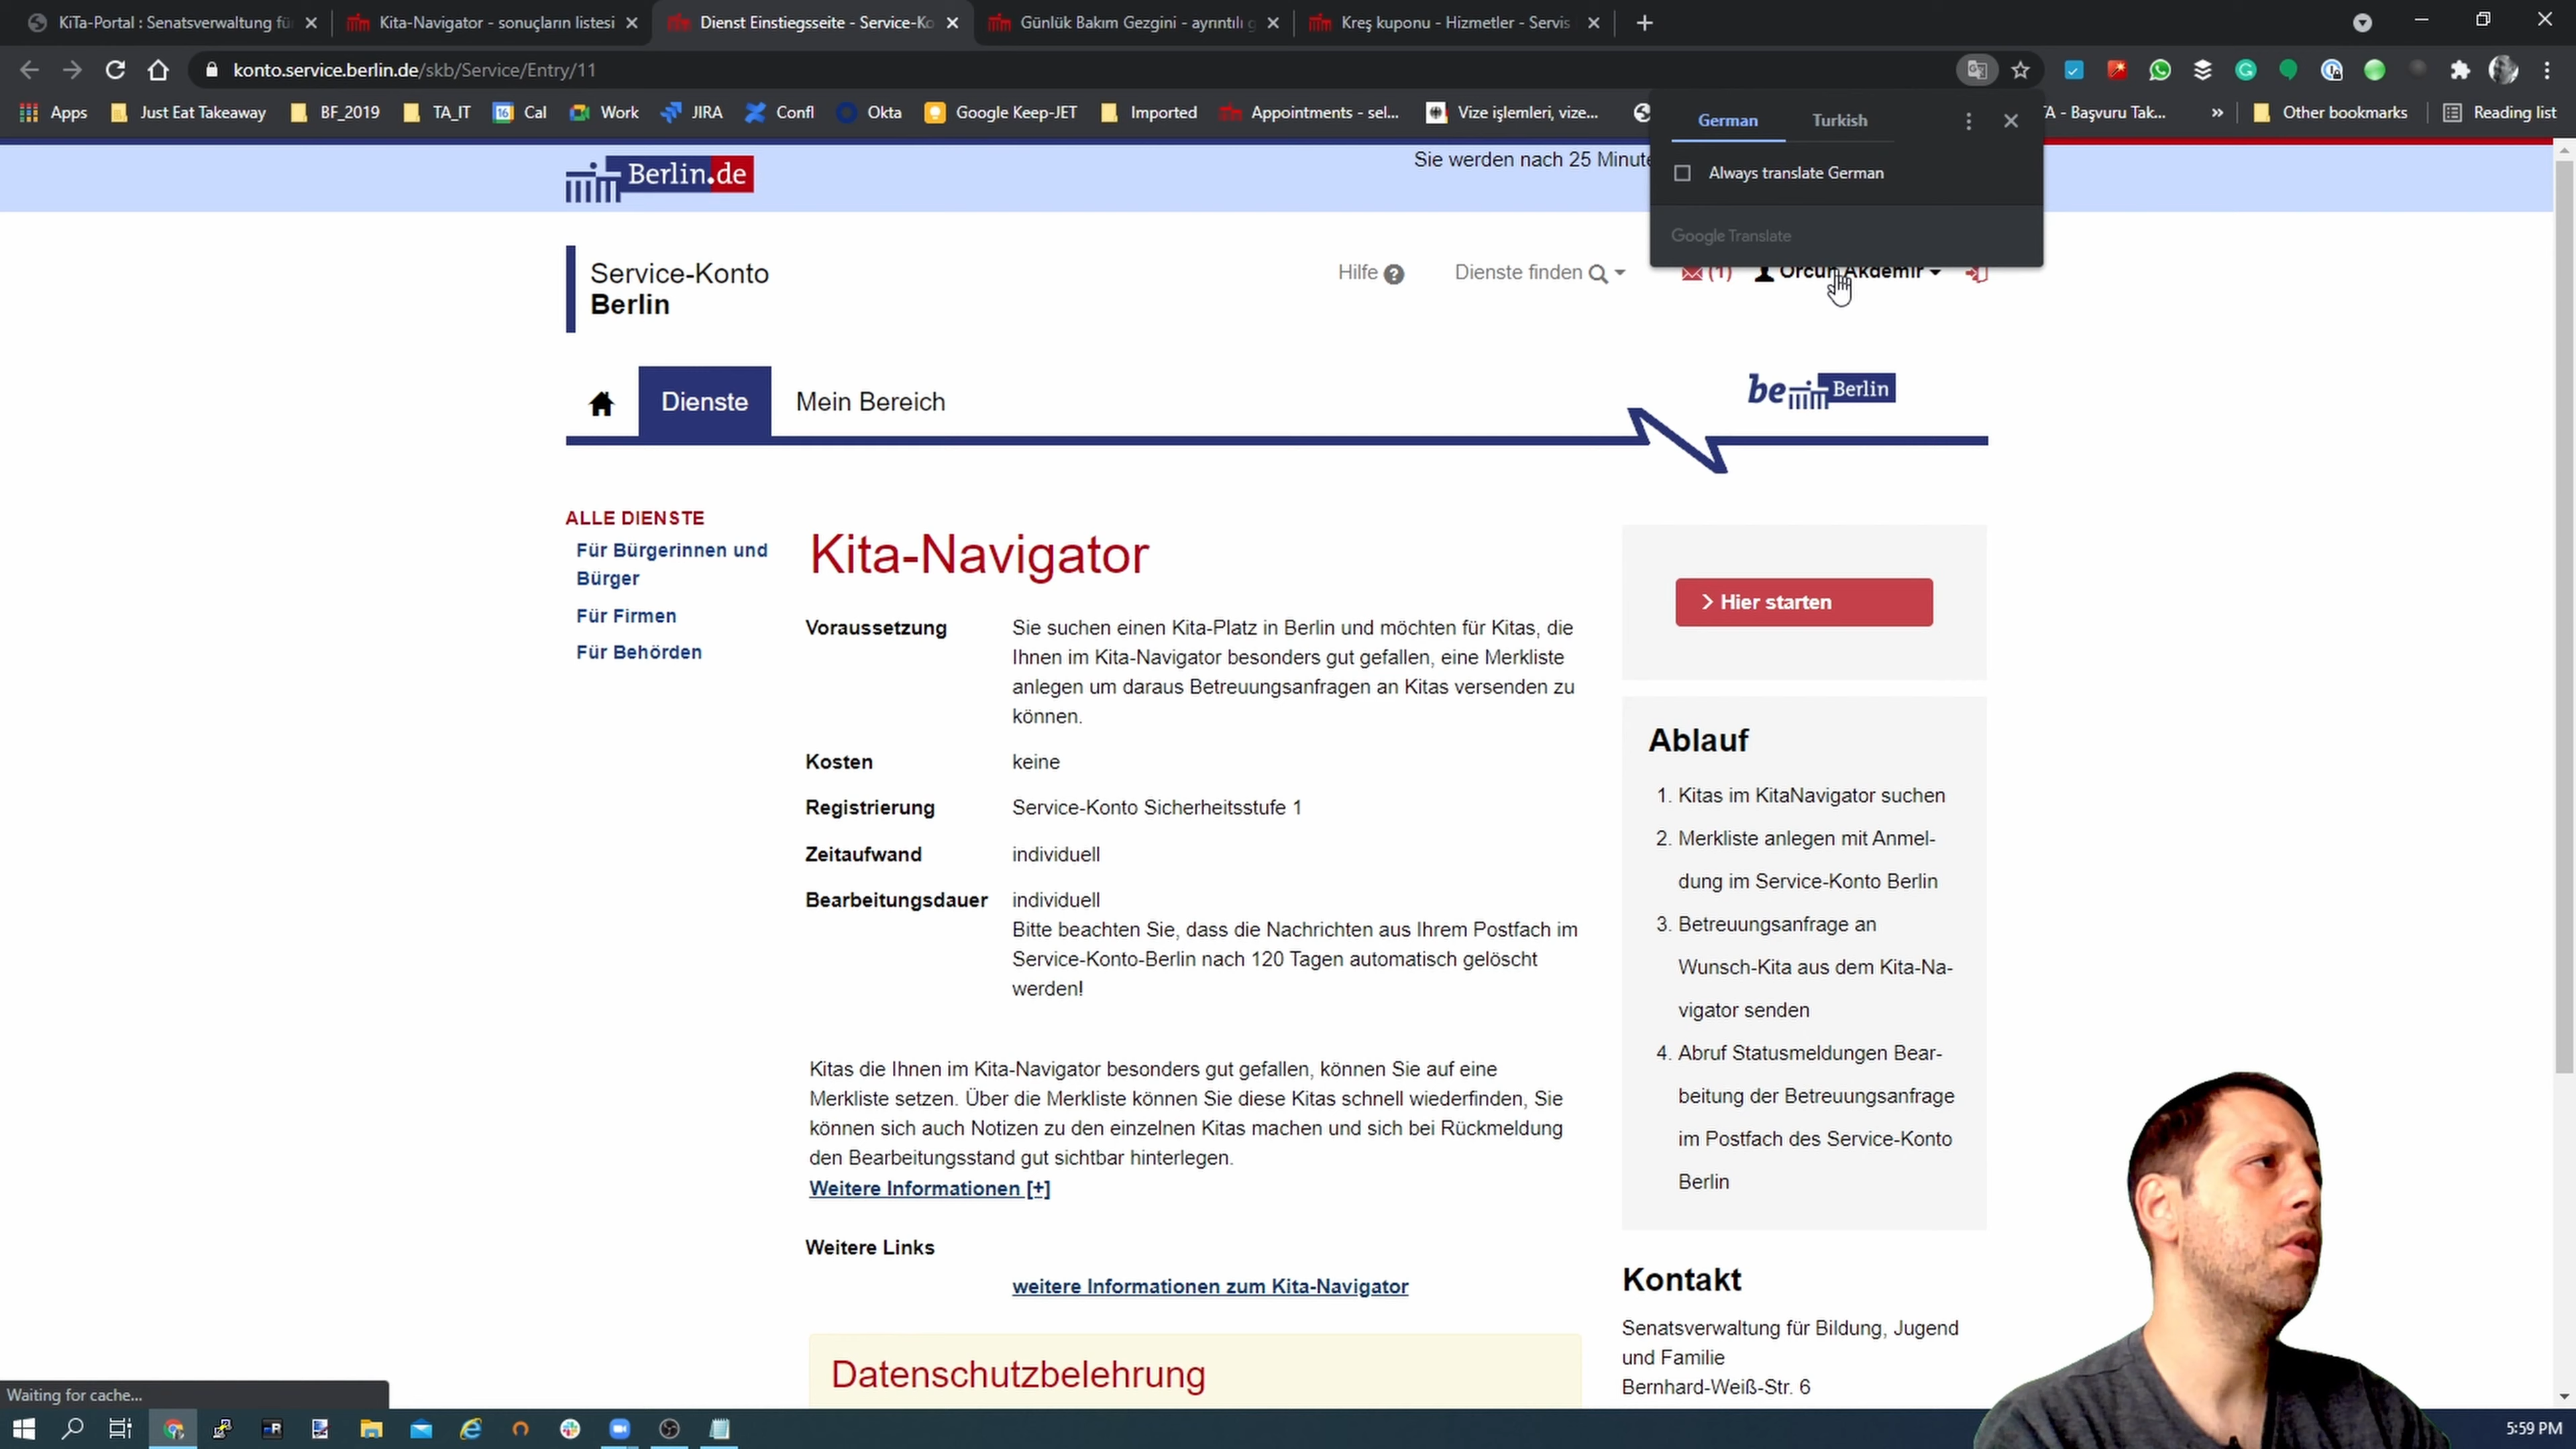 KiTa-Portal : Senatsverwaltung fü
Kita-Navigator - sonuçların listesi
Dienst Einstiegsseite - Service-Ko
Günlük Bakım Gezgini - ayrıntılı g
Kreş kuponu - Hizmetler - Servis
konto.service.berlin.de/skb/Service/Entry/11
Apps
Just Eat Takeaway
BF_2019
TA_IT
Cal
Work
JIRA
Confl
Okta
Google Keep-JET
Imported
Appointments - sel...
Vize işlemleri, vize...
TA - Başvuru Tak...
»
Other bookmarks
Reading list
German
Turkish
Always translate German
Google Translate
Berlin.de
Sie werden nach 25 Minute
Service-Konto
Berlin
Hilfe
Dienste finden
(1)
Orcun Akdemir
Dienste
Mein Bereich
be Berlin
ALLE DIENSTE
Für Bürgerinnen und
Bürger
Für Firmen
Für Behörden
Kita-Navigator
Voraussetzung
Sie suchen einen Kita-Platz in Berlin und möchten für Kitas, die
Ihnen im Kita-Navigator besonders gut gefallen, eine Merkliste
anlegen um daraus Betreuungsanfragen an Kitas versenden zu
können.
Kosten
keine
Registrierung
Service-Konto Sicherheitsstufe 1
Zeitaufwand
individuell
Bearbeitungsdauer
individuell
Bitte beachten Sie, dass die Nachrichten aus Ihrem Postfach im
Service-Konto-Berlin nach 120 Tagen automatisch gelöscht
werden!
Kitas die Ihnen im Kita-Navigator besonders gut gefallen, können Sie auf eine
Merkliste setzen. Über die Merkliste können Sie diese Kitas schnell wiederfinden, Sie
können sich auch Notizen zu den einzelnen Kitas machen und sich bei Rückmeldung
den Bearbeitungsstand gut sichtbar hinterlegen.
Weitere Informationen [+]
Weitere Links
weitere Informationen zum Kita-Navigator
Datenschutzbelehrung
Hier starten
Ablauf
1. Kitas im KitaNavigator suchen
2. Merkliste anlegen mit Anmel-
dung im Service-Konto Berlin
3. Betreuungsanfrage an
Wunsch-Kita aus dem Kita-Na-
vigator senden
4. Abruf Statusmeldungen Bear-
beitung der Betreuungsanfrage
im Postfach des Service-Konto
Berlin
Kontakt
Senatsverwaltung für Bildung, Jugend
und Familie
Bernhard-Weiß-Str. 6
Waiting for cache...
5:59 PM